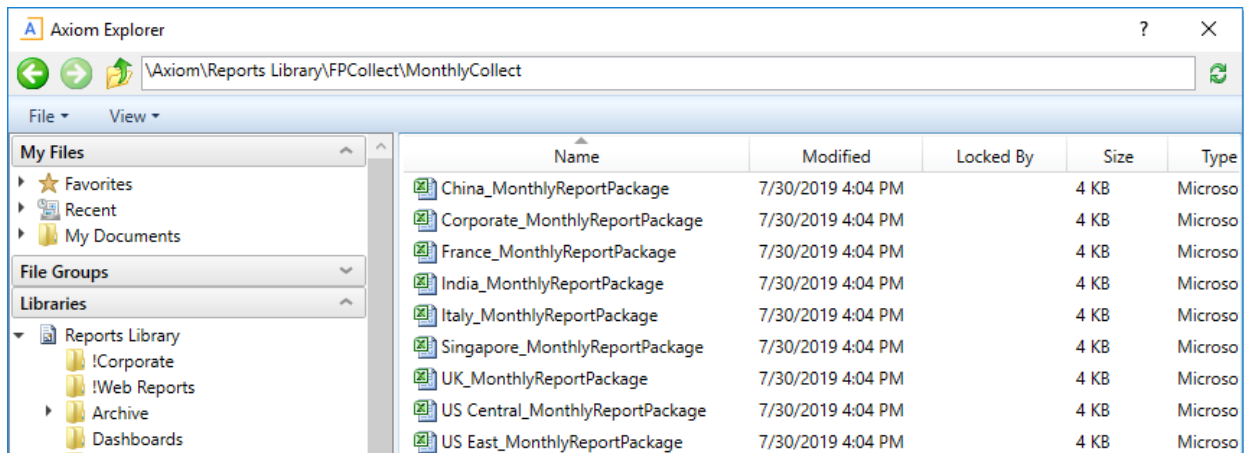 A Axiom Explorer ? ×
\Axiom\Reports Library\FPCollect\MonthlyCollect
File View
My Files
Favorites
Recent
My Documents
File Groups
Libraries
Reports Library
!Corporate
!Web Reports
Archive
Dashboards
Name Modified Locked By Size Type
China_MonthlyReportPackage 7/30/2019 4:04 PM 4 KB Microso
Corporate_MonthlyReportPackage 7/30/2019 4:04 PM 4 KB Microso
France_MonthlyReportPackage 7/30/2019 4:04 PM 4 KB Microso
India_MonthlyReportPackage 7/30/2019 4:04 PM 4 KB Microso
Italy_MonthlyReportPackage 7/30/2019 4:04 PM 4 KB Microso
Singapore_MonthlyReportPackage 7/30/2019 4:04 PM 4 KB Microso
UK_MonthlyReportPackage 7/30/2019 4:04 PM 4 KB Microso
US Central_MonthlyReportPackage 7/30/2019 4:04 PM 4 KB Microso
US East_MonthlyReportPackage 7/30/2019 4:04 PM 4 KB Microso